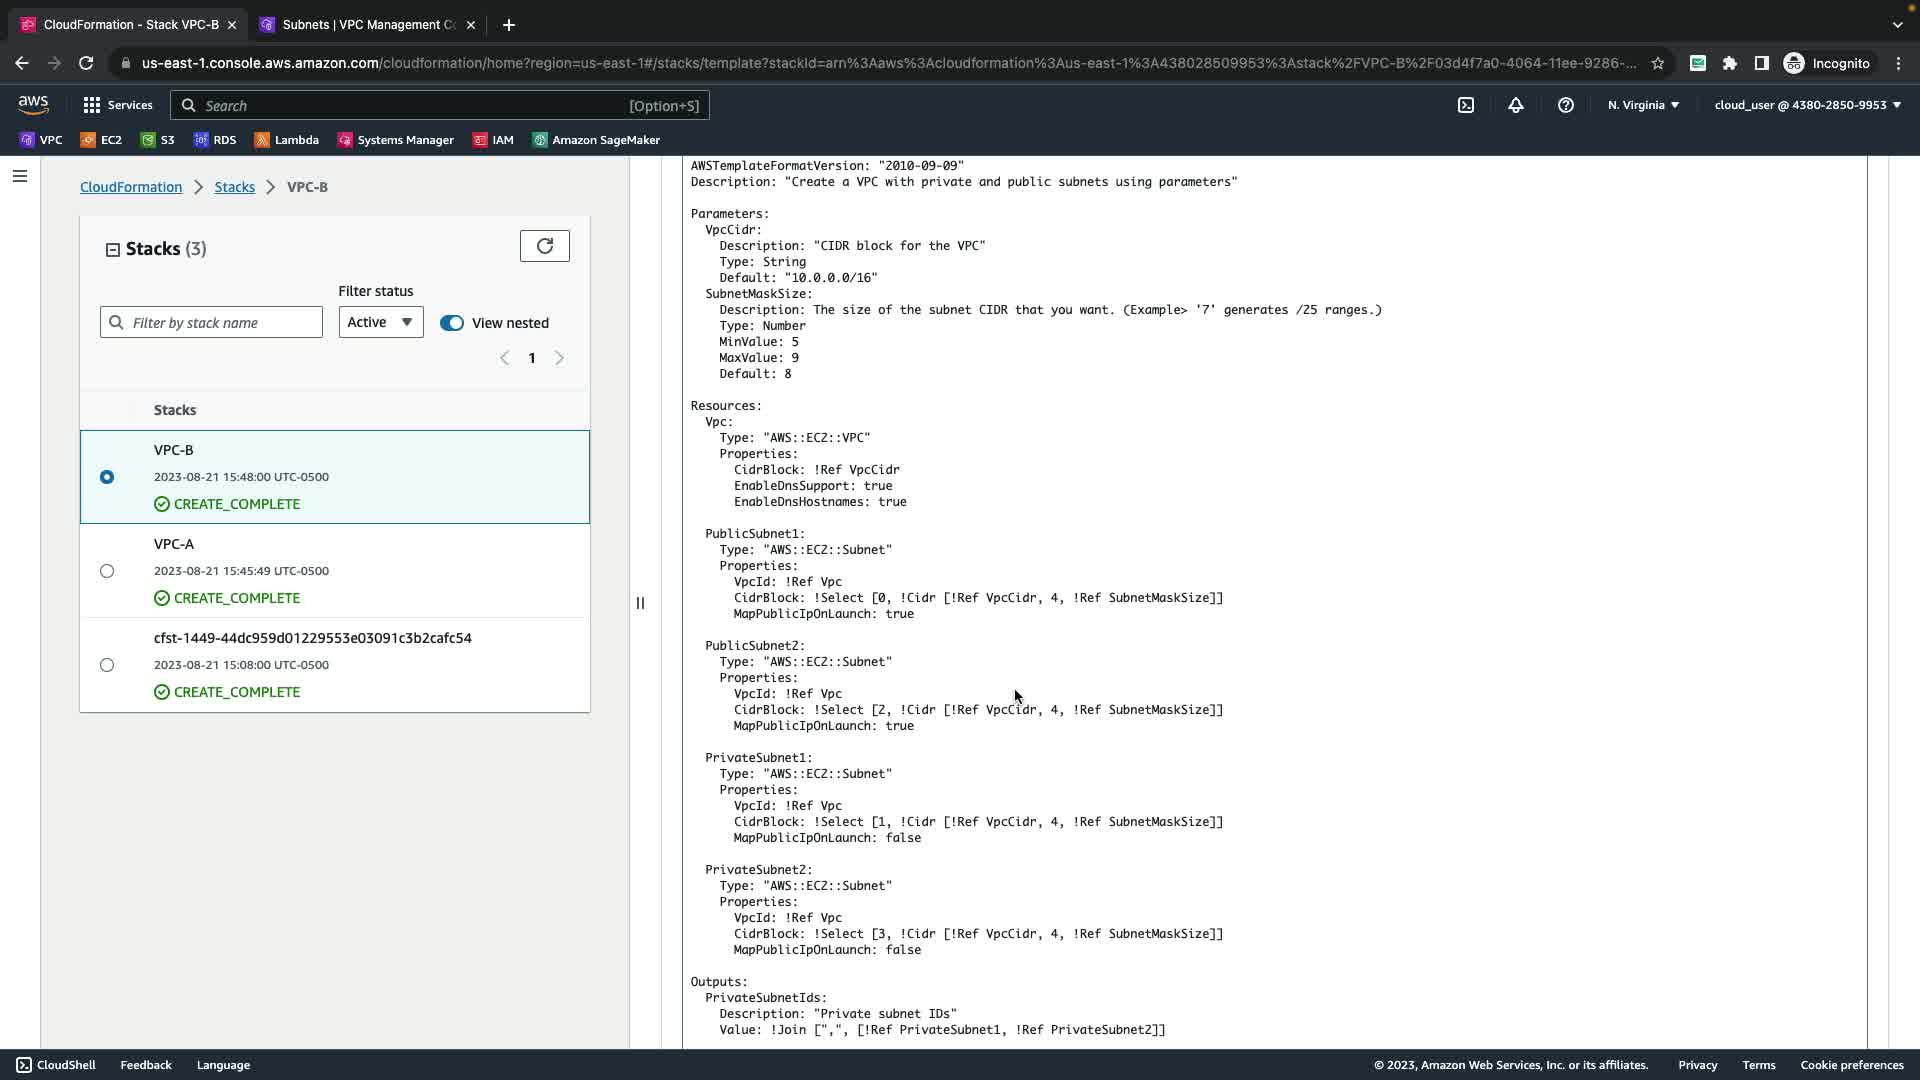 CloudFormation - Stack VPC-B
Subnets | VPC Management Co
us-east-1.console.aws.amazon.com/cloudformation/home?region=us-east-1#/stacks/template?stackId=arn%3Aaws%3Acloudformation%3Aus-east-1%3A438028509953%3Astack%2FVPC-B%2F03d4f7a0-4064-11ee-9286-...
Incognito
aws
Services
Search
[Option+S]
N. Virginia
cloud_user @ 4380-2850-9953
VPC
EC2
S3
RDS
Lambda
Systems Manager
IAM
Amazon SageMaker
CloudFormation
Stacks
VPC-B
Stacks (3)
Filter status
Filter by stack name
Active
View nested
1
Stacks
VPC-B
2023-08-21 15:48:00 UTC-0500
CREATE_COMPLETE
VPC-A
2023-08-21 15:45:49 UTC-0500
CREATE_COMPLETE
cfst-1449-44dc959d01229553e03091c3b2cafc54
2023-08-21 15:08:00 UTC-0500
CREATE_COMPLETE
AWSTemplateFormatVersion: "2010-09-09"
Description: "Create a VPC with private and public subnets using parameters"
Parameters:
VpcCidr:
Description: "CIDR block for the VPC"
Type: String
Default: "10.0.0.0/16"
SubnetMaskSize:
Description: The size of the subnet CIDR that you want. (Example> '7' generates /25 ranges.)
Type: Number
MinValue: 5
MaxValue: 9
Default: 8
Resources:
Vpc:
Type: "AWS::EC2::VPC"
Properties:
CidrBlock: !Ref VpcCidr
EnableDnsSupport: true
EnableDnsHostnames: true
PublicSubnet1:
Type: "AWS::EC2::Subnet"
Properties:
VpcId: !Ref Vpc
CidrBlock: !Select [0, !Cidr [!Ref VpcCidr, 4, !Ref SubnetMaskSize]]
MapPublicIpOnLaunch: true
PublicSubnet2:
Type: "AWS::EC2::Subnet"
Properties:
VpcId: !Ref Vpc
CidrBlock: !Select [2, !Cidr [!Ref VpcCidr, 4, !Ref SubnetMaskSize]]
MapPublicIpOnLaunch: true
PrivateSubnet1:
Type: "AWS::EC2::Subnet"
Properties:
VpcId: !Ref Vpc
CidrBlock: !Select [1, !Cidr [!Ref VpcCidr, 4, !Ref SubnetMaskSize]]
MapPublicIpOnLaunch: false
PrivateSubnet2:
Type: "AWS::EC2::Subnet"
Properties:
VpcId: !Ref Vpc
CidrBlock: !Select [3, !Cidr [!Ref VpcCidr, 4, !Ref SubnetMaskSize]]
MapPublicIpOnLaunch: false
Outputs:
PrivateSubnetIds:
Description: "Private subnet IDs"
Value: !Join [",", [!Ref PrivateSubnet1, !Ref PrivateSubnet2]]
CloudShell
Feedback
Language
© 2023, Amazon Web Services, Inc. or its affiliates.
Privacy
Terms
Cookie preferences